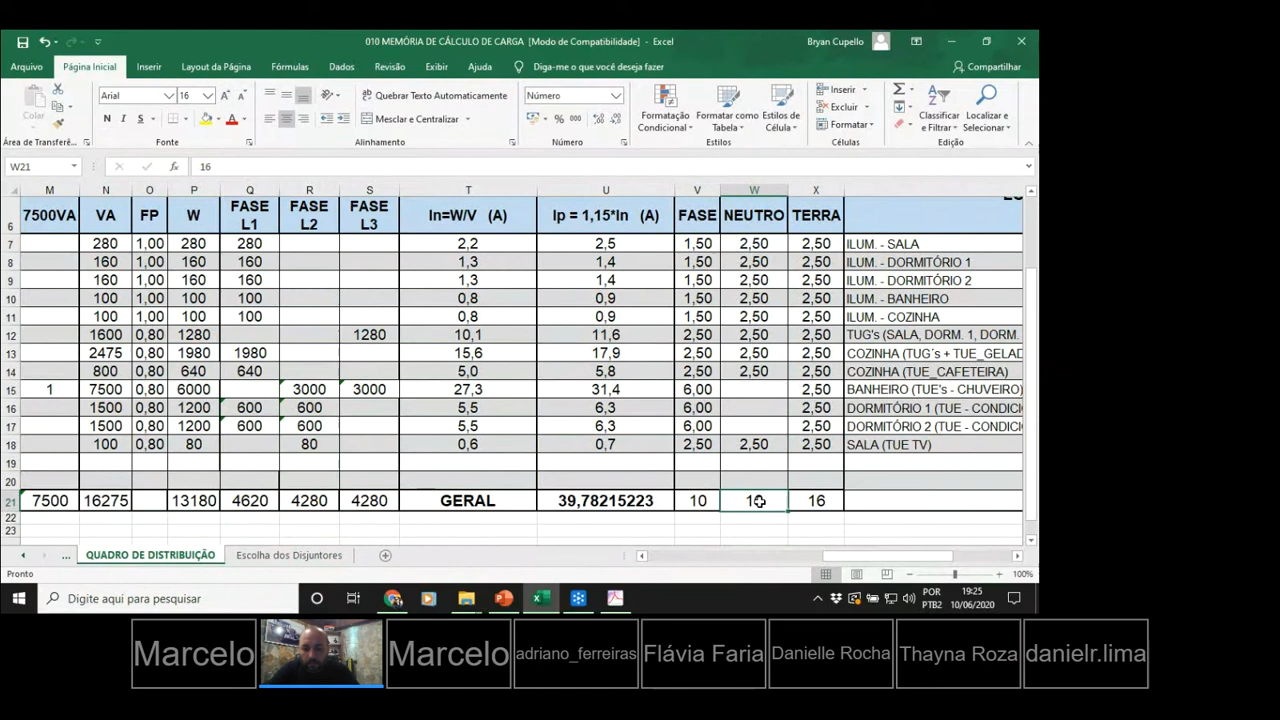 010 MEMÓRIA DE CÁLCULO DE CARGA [Modo de Compatibilidade] - Excel
Bryan Cupello
Arquivo Página Inicial Inserir Layout da Página Fórmulas Dados Revisão Exibir Ajuda Diga-me o que você deseja fazer Compartilhar
Colar
Arial 16
N I S
Quebrar Texto Automaticamente
Mesclar e Centralizar
Número
% 000
Formatação Condicional
Formatar como Tabela
Estilos de Célula
Inserir
Excluir
Formatar
Classificar e Filtrar
Localizar e Selecionar
Área de Transferê... Fonte Alinhamento Número Estilos Células Edição
W21 fx 16
M N O P Q R S T U V W X
6 7500VA VA FP W FASE L1 FASE L2 FASE L3 In=W/V (A) Ip = 1,15*In (A) FASE NEUTRO TERRA
7 280 1,00 280 280 2,2 2,5 1,50 2,50 2,50 ILUM. - SALA
8 160 1,00 160 160 1,3 1,4 1,50 2,50 2,50 ILUM. - DORMITÓRIO 1
9 160 1,00 160 160 1,3 1,4 1,50 2,50 2,50 ILUM. - DORMITÓRIO 2
10 100 1,00 100 100 0,8 0,9 1,50 2,50 2,50 ILUM. - BANHEIRO
11 100 1,00 100 100 0,8 0,9 1,50 2,50 2,50 ILUM. - COZINHA
12 1600 0,80 1280 1280 10,1 11,6 2,50 2,50 2,50 TUG's (SALA, DORM. 1, DORM.
13 2475 0,80 1980 1980 15,6 17,9 2,50 2,50 2,50 COZINHA (TUG´s + TUE_GELAD
14 800 0,80 640 640 5,0 5,8 2,50 2,50 2,50 COZINHA (TUE_CAFETEIRA)
15 1 7500 0,80 6000 3000 3000 27,3 31,4 6,00 2,50 BANHEIRO (TUE's - CHUVEIRO)
16 1500 0,80 1200 600 600 5,5 6,3 6,00 2,50 DORMITÓRIO 1 (TUE - CONDICI
17 1500 0,80 1200 600 600 5,5 6,3 6,00 2,50 DORMITÓRIO 2 (TUE - CONDIC
18 100 0,80 80 80 0,6 0,7 2,50 2,50 2,50 SALA (TUE TV)
19
20
21 7500 16275 13180 4620 4280 4280 GERAL 39,78215223 10 16
22
23
... QUADRO DE DISTRIBUIÇÃO Escolha dos Disjuntores
Pronto 100%
Digite aqui para pesquisar
POR PTB2
19:25
10/06/2020
Marcelo Marcelo adriano_ferreiras Flávia Faria Danielle Rocha Thayna Roza danielr.lima